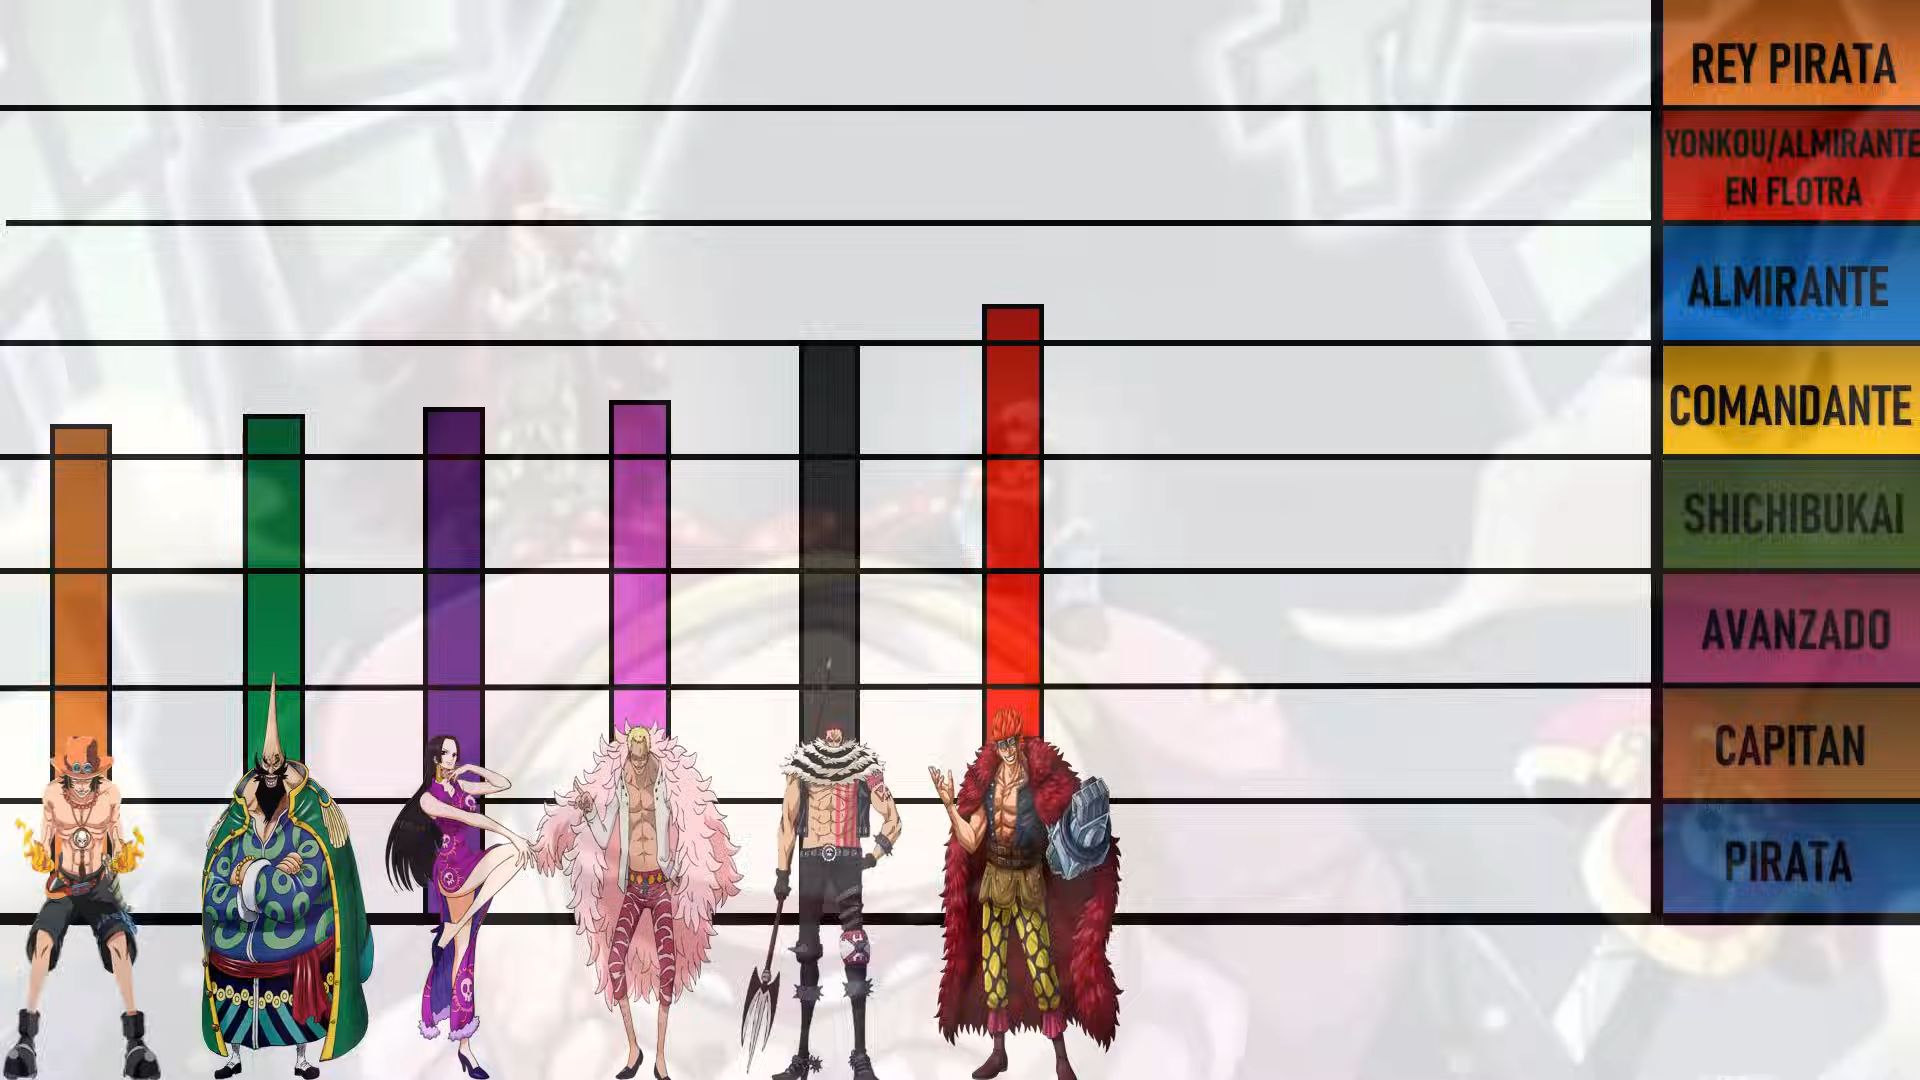 REY PIRATA
YONKOU/ALMIRANTE
EN FLOTRA
ALMIRANTE
COMANDANTE
SHICHIBUKAI
AVANZADO
CAPITAN
PIRATA